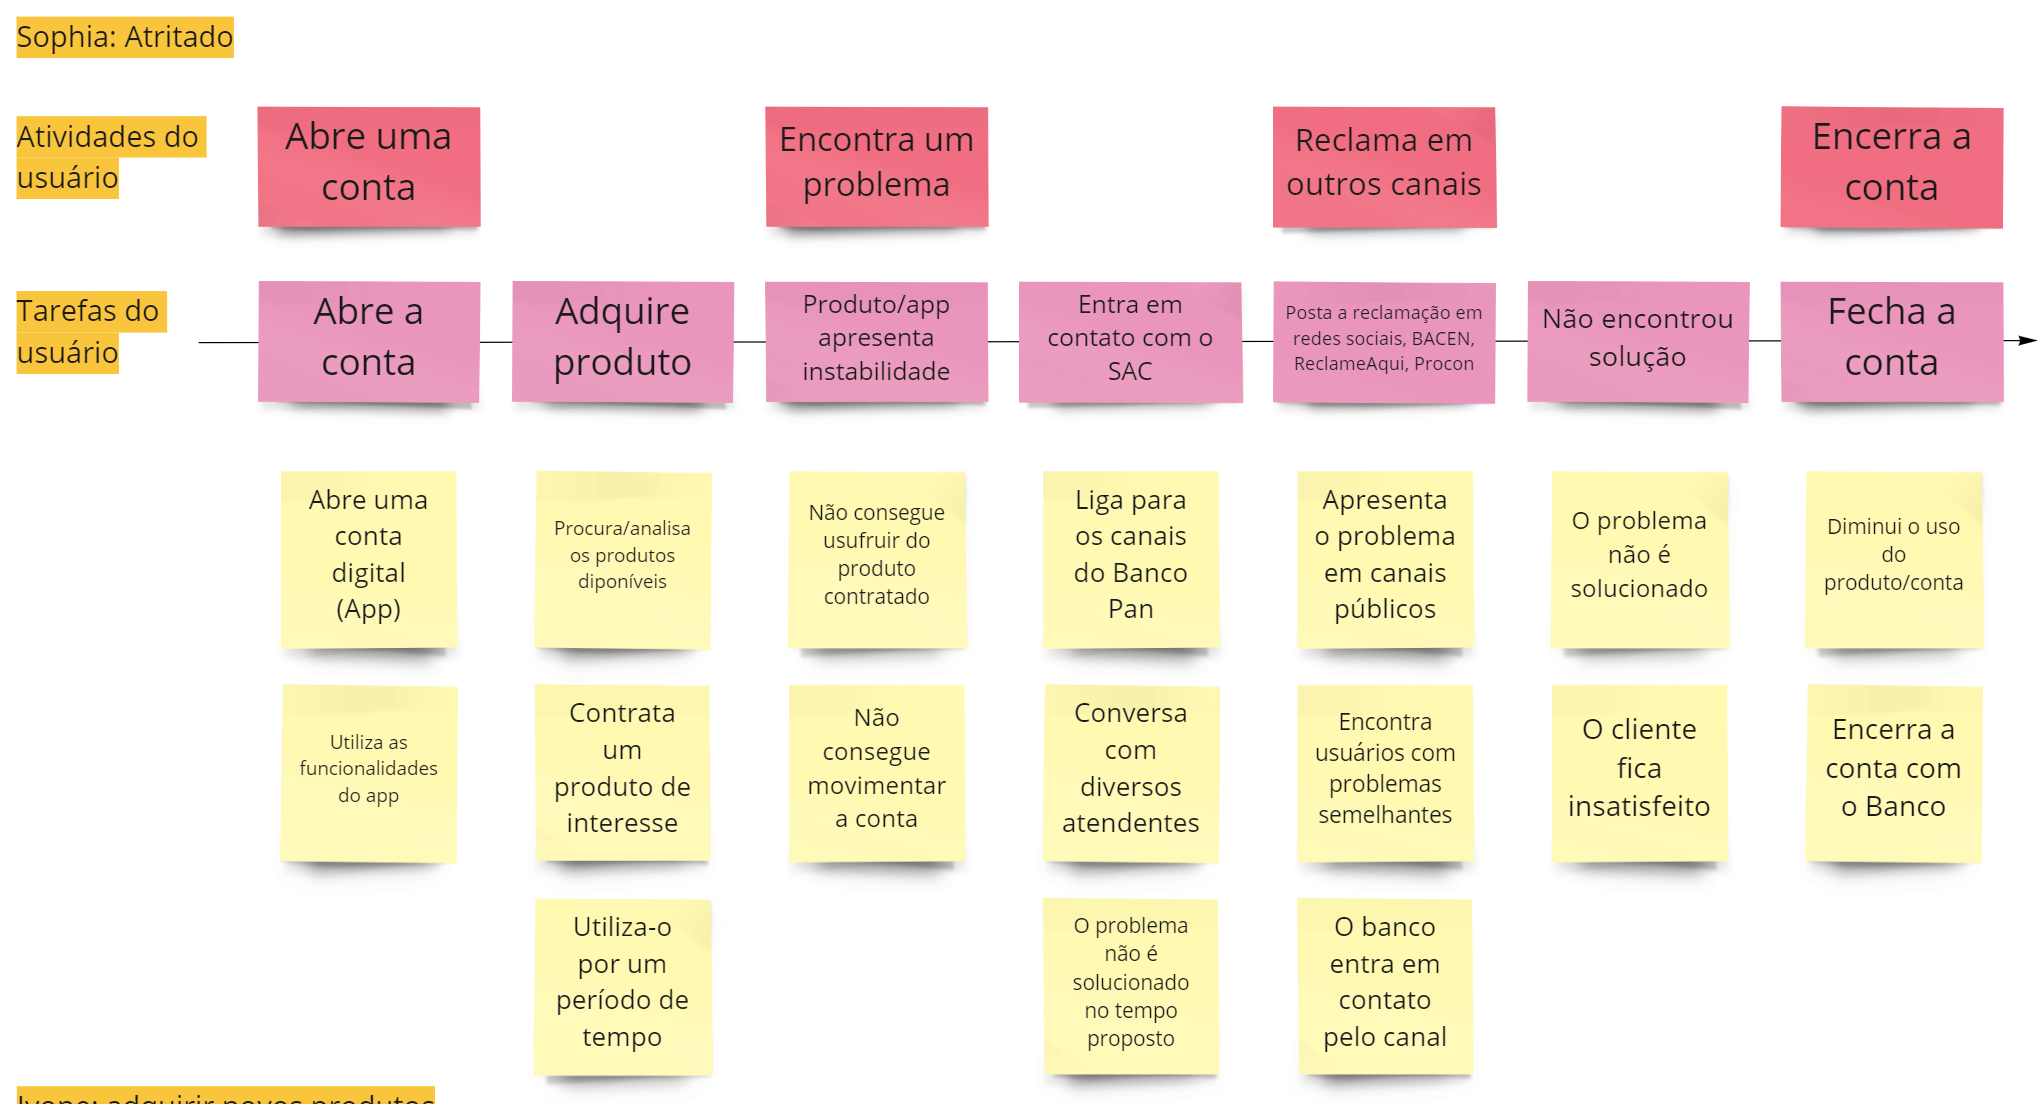 Sophia: Atritado
Atividades do
usuário
Abre uma
conta
Encontra um
problema
Reclama em
outros canais
Encerra a
conta
Tarefas do
usuário
Abre a
conta
Adquire
produto
Produto/app
apresenta
instabilidade
Entra em
contato com o
SAC
Posta a reclamação em
redes sociais, BACEN,
ReclameAqui, Procon
Não encontrou
solução
Fecha a
conta
Abre uma
conta
digital
(App)
Procura/analisa
os produtos
diponíveis
Não consegue
usufruir do
produto
contratado
Liga para
os canais
do Banco
Pan
Apresenta
o problema
em canais
públicos
O problema
não é
solucionado
Diminui o uso
do
produto/conta
Utiliza as
funcionalidades
do app
Contrata
um
produto de
interesse
Não
consegue
movimentar
a conta
Conversa
com
diversos
atendentes
Encontra
usuários com
problemas
semelhantes
O cliente
fica
insatisfeito
Encerra a
conta com
o Banco
Utiliza-o
por um
período de
tempo
O problema
não é
solucionado
no tempo
proposto
O banco
entra em
contato
pelo canal
Ivone: adquirir novos produtos